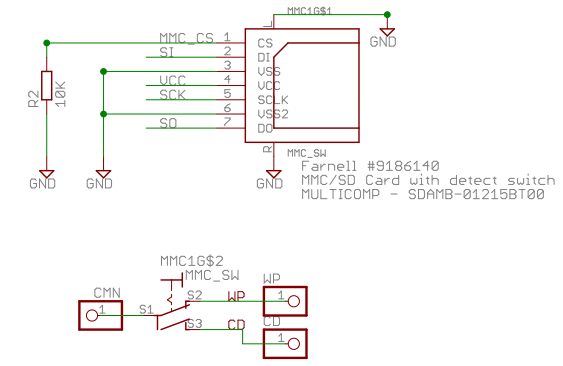 MMC1G$1
L
GND
MMC_CS 1 CS
SI 2 DI
3 VSS
VCC 4 VCC
SCK 5 SCLK
6 VSS2
SO 7 DO
R2
10K
R
MMC_SW
GND
GND
GND
Farnell #9186140
MMC/SD Card with detect switch
MULTICOMP - SDAMB-01215BT00
MMC1G$2
MMC_SW
WP
CMN
1
S1
S2
WP
1
CD
S3
CD
1